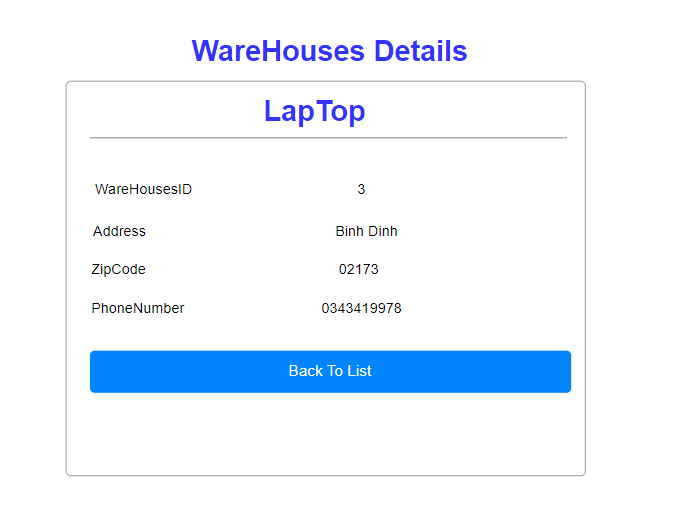 WareHouses Details
LapTop
WareHousesID 3
Address Binh Dinh
ZipCode 02173
PhoneNumber 0343419978
Back To List